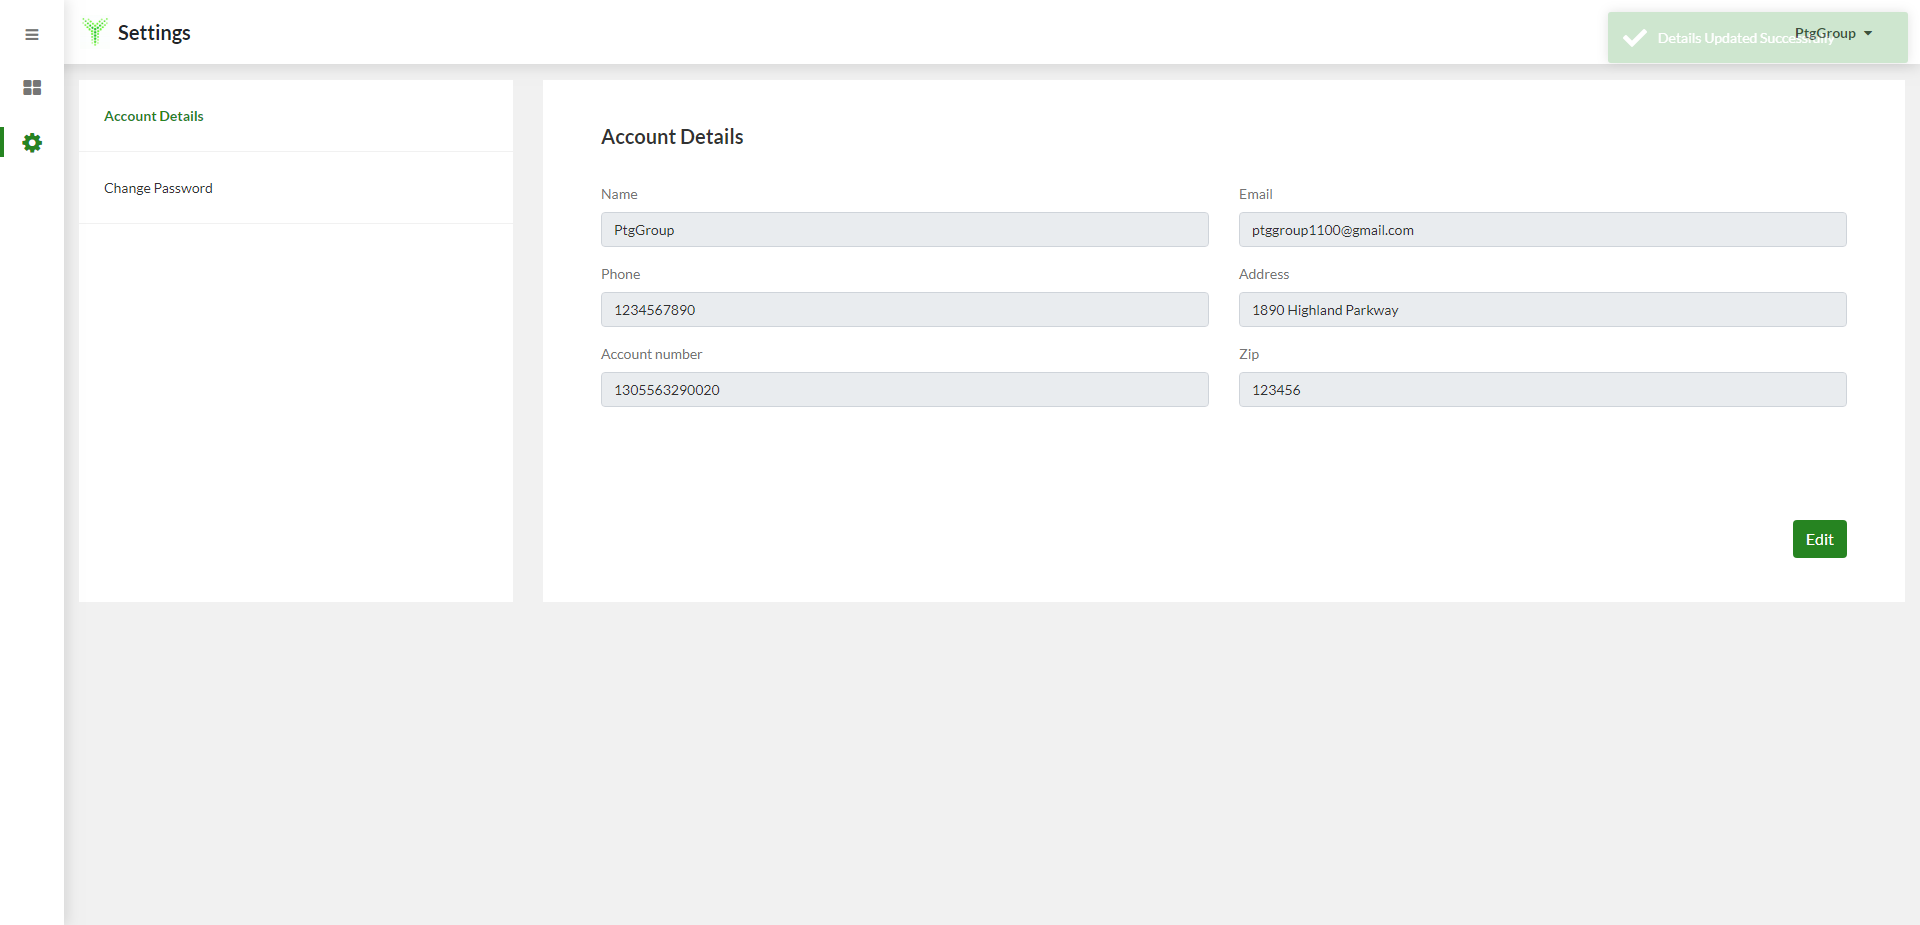 Settings
Details Updated Successfully
PtgGroup
Account Details
Change Password
Account Details
Name
Email
PtgGroup
ptggroup1100@gmail.com
Phone
Address
1234567890
1890 Highland Parkway
Account number
Zip
1305563290020
123456
Edit